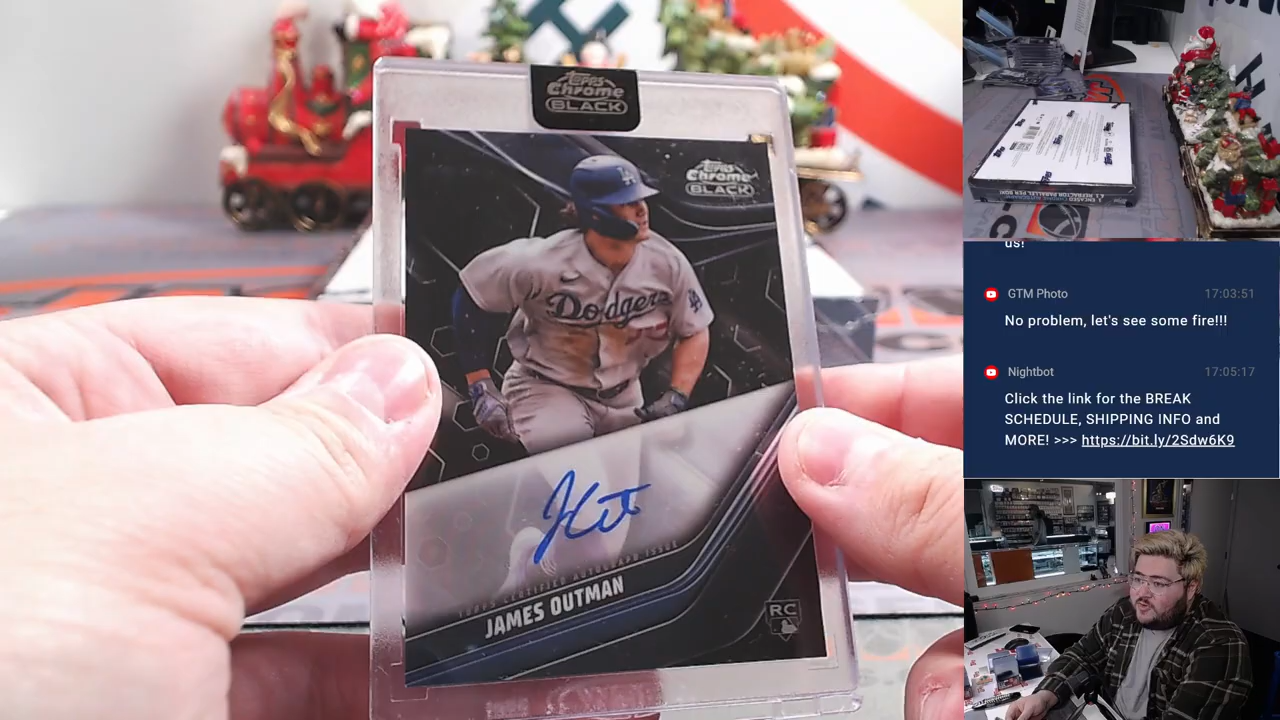 Topps
Chrome
BLACK
Topps
Chrome
BLACK
Dodgers
TOPPS CERTIFIED AUTOGRAPH ISSUE
JAMES OUTMAN
RC
us!
GTM Photo 17:03:51
No problem, let's see some fire!!!
Nightbot 17:05:17
Click the link for the BREAK
SCHEDULE, SHIPPING INFO and
MORE! >>> https://bit.ly/2Sdw6K9